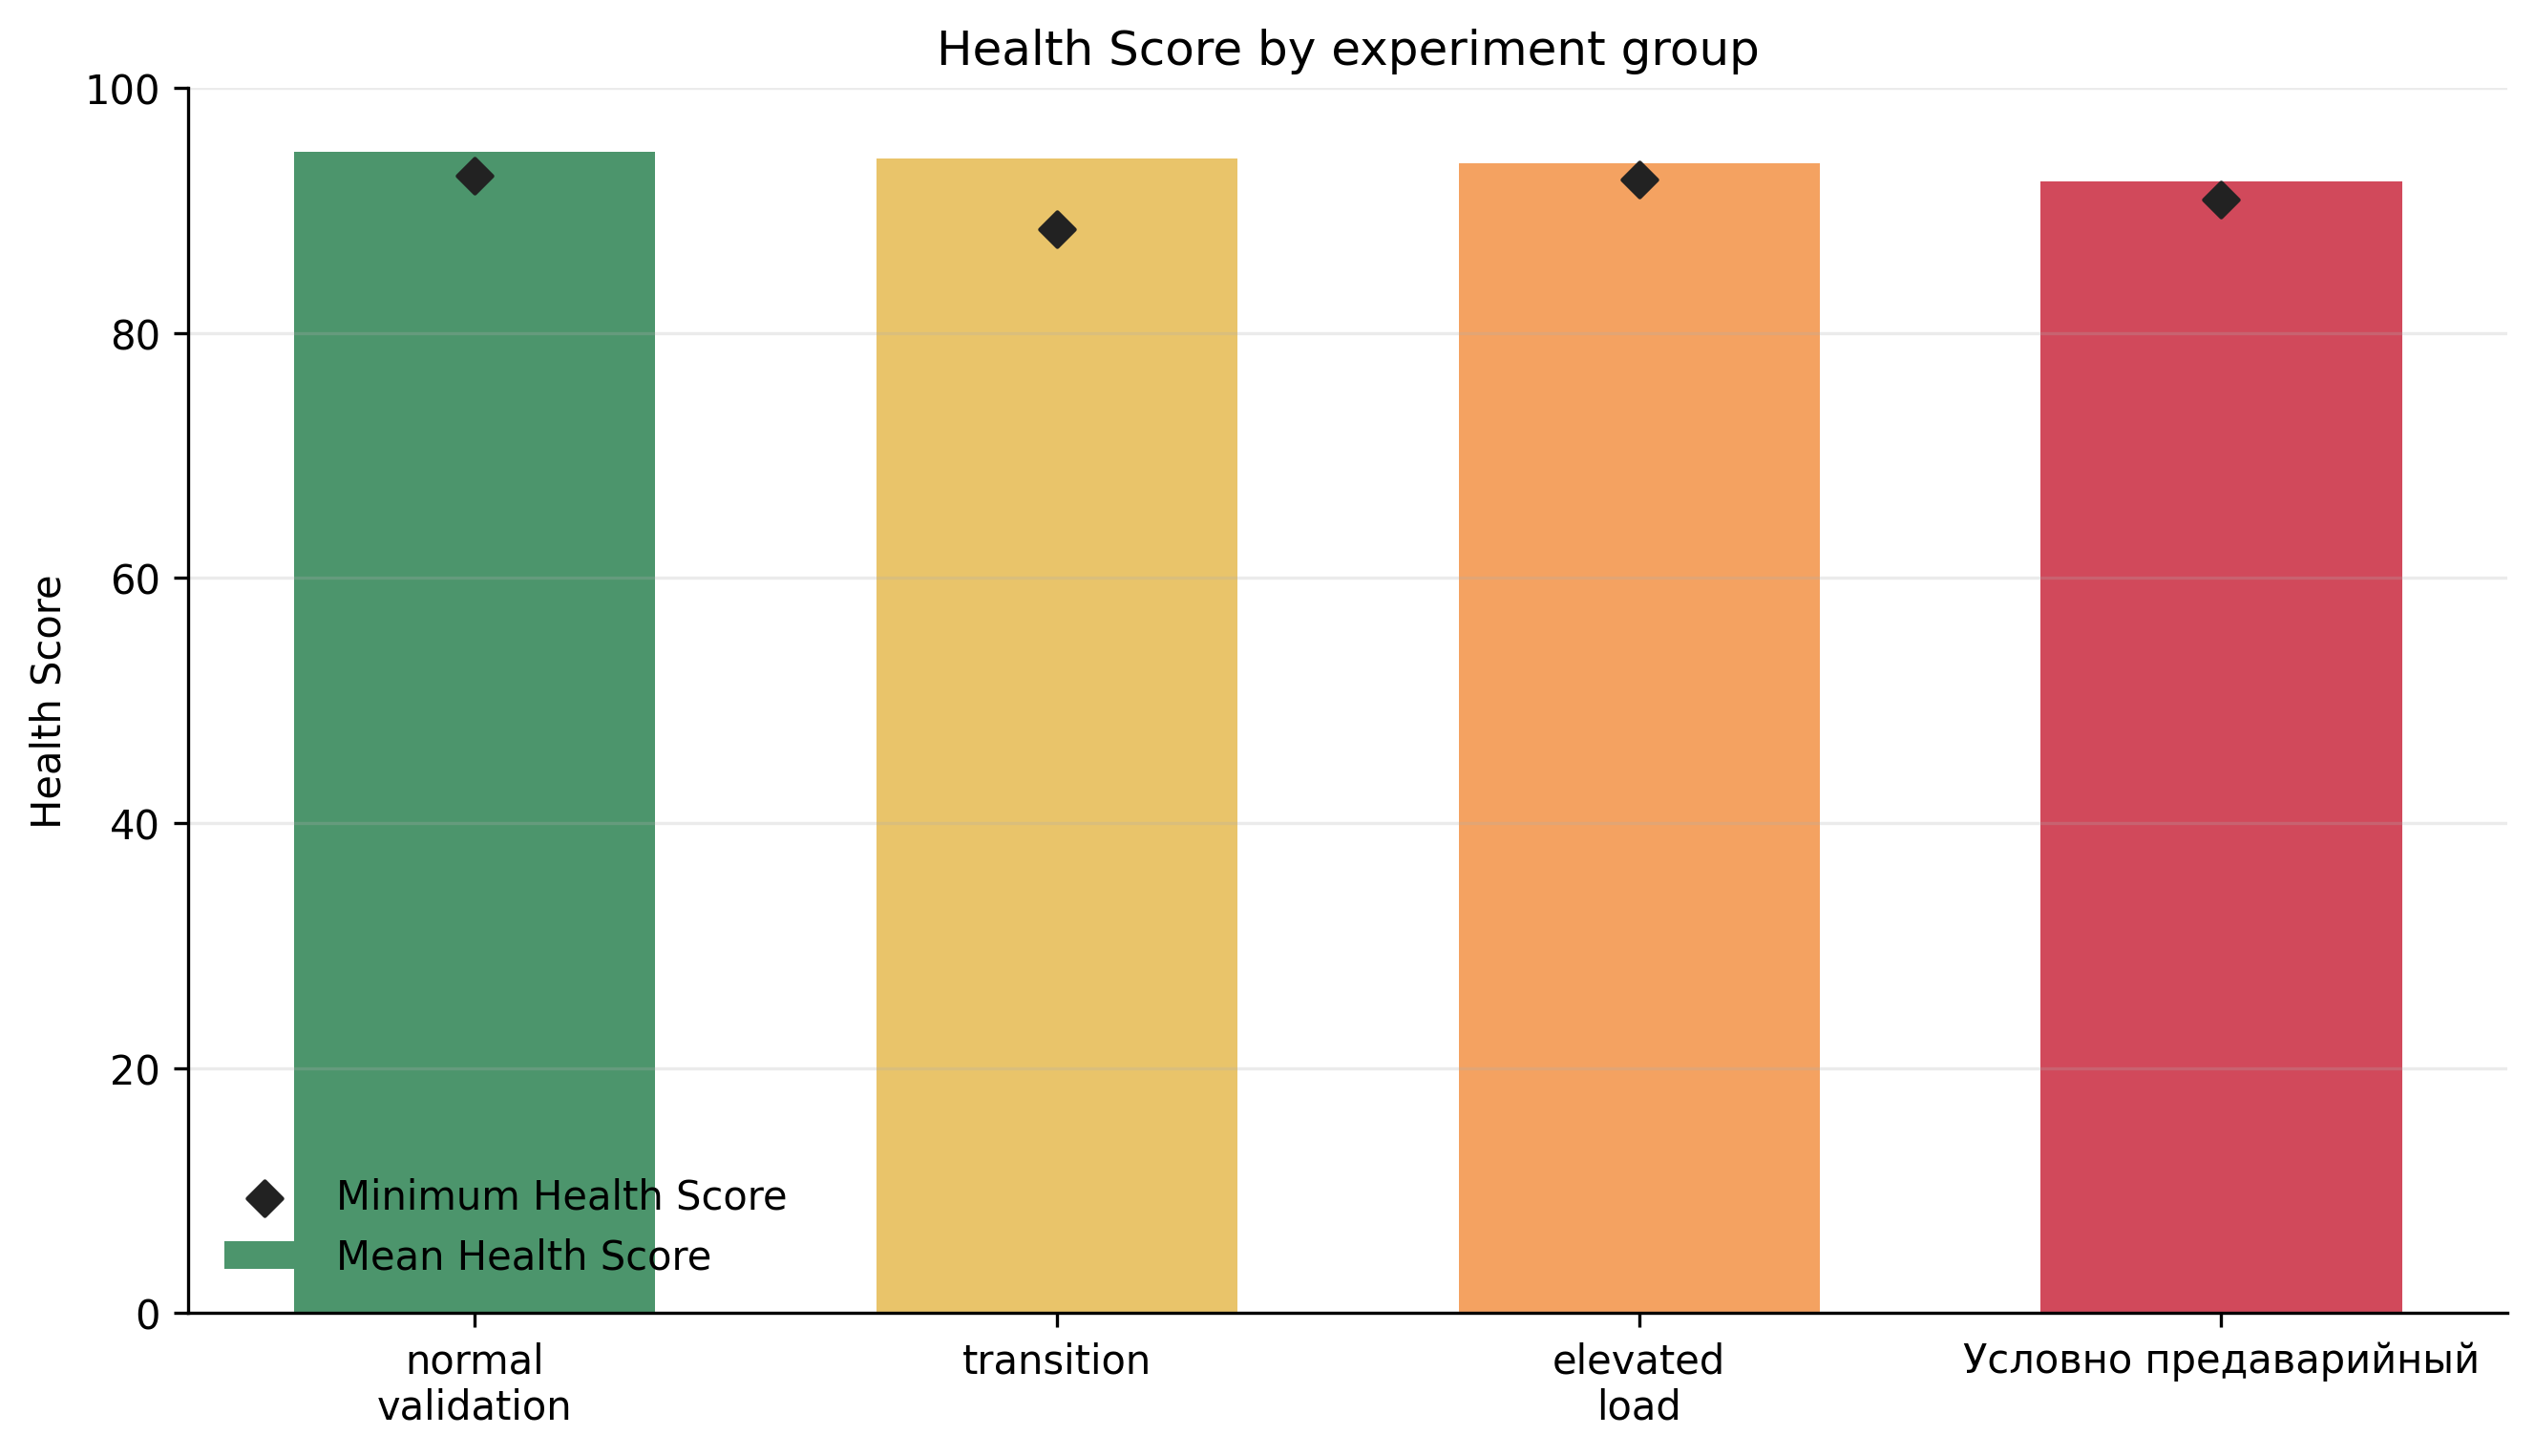 Health Score by experiment group
Health Score
100
80
60
40
20
0
Minimum Health Score
Mean Health Score
normal
validation
transition
elevated
load
Условно предаварийный